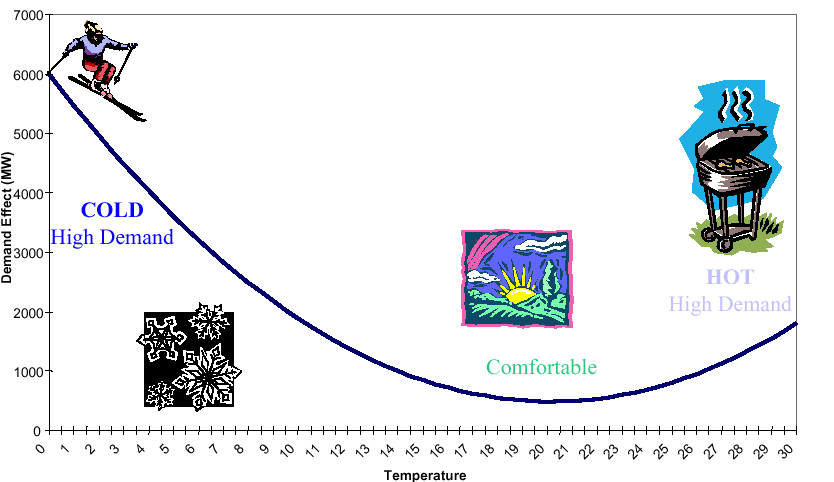 7000
6000
5000
4000
3000
2000
1000
0
Demand Effect (MW)
COLD
High Demand
HOT
High Demand
Comfortable
0 1 2 3 4 5 6 7 8 9 10 11 12 13 14 15 16 17 18 19 20 21 22 23 24 25 26 27 28 29 30
Temperature